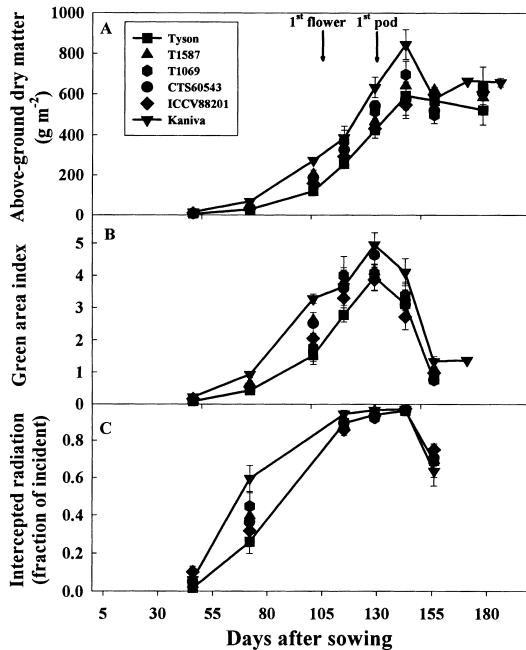 A
1st flower
1st pod
Tyson
T1587
T1069
CTS60543
ICCV88201
Kaniva
Above-ground dry matter
(g m-2)
1000
800
600
400
200
0
B
Green area index
5
4
3
2
1
0
C
Intercepted radiation
(fraction of incident)
0.8
0.6
0.4
0.2
0.0
5 30 55 80 105 130 155 180
Days after sowing